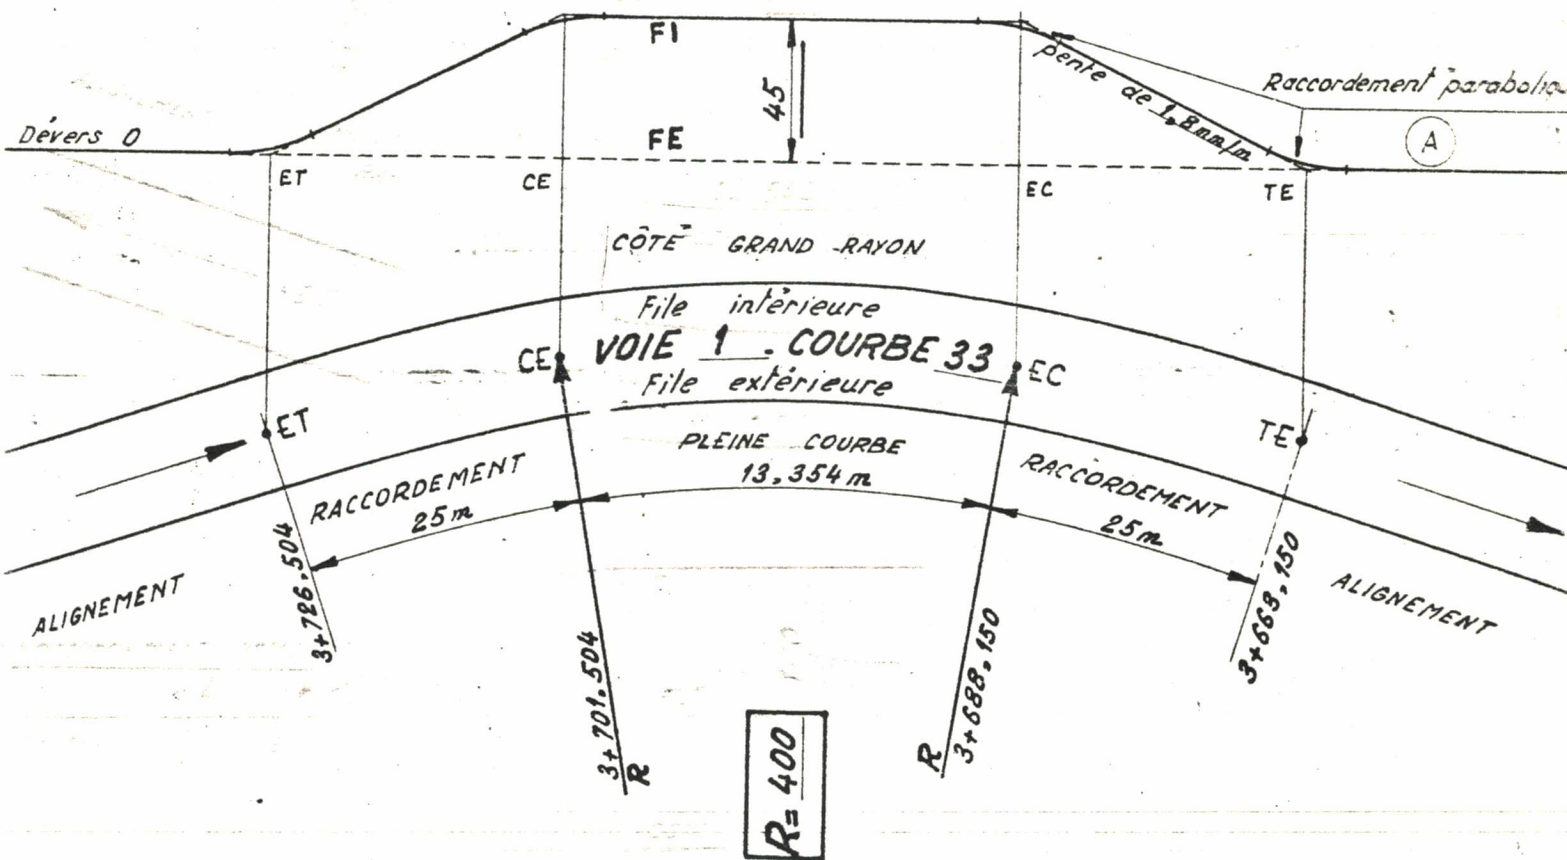 FI
45
pente de 1,8mm/m
Raccordement paraboliq
A
Dévers 0
FE
ET
CE
EC
TE
CÔTÉ GRAND RAYON
File intérieure
CE VOIE 1. COURBE 33 EC
File extérieure
ET
TE
PLEINE COURBE
13,354 m
RACCORDEMENT
25m
RACCORDEMENT
25m
ALIGNEMENT
ALIGNEMENT
3+726,504
3+701,504
R
3+688,150
R
3+663,150
R= 400